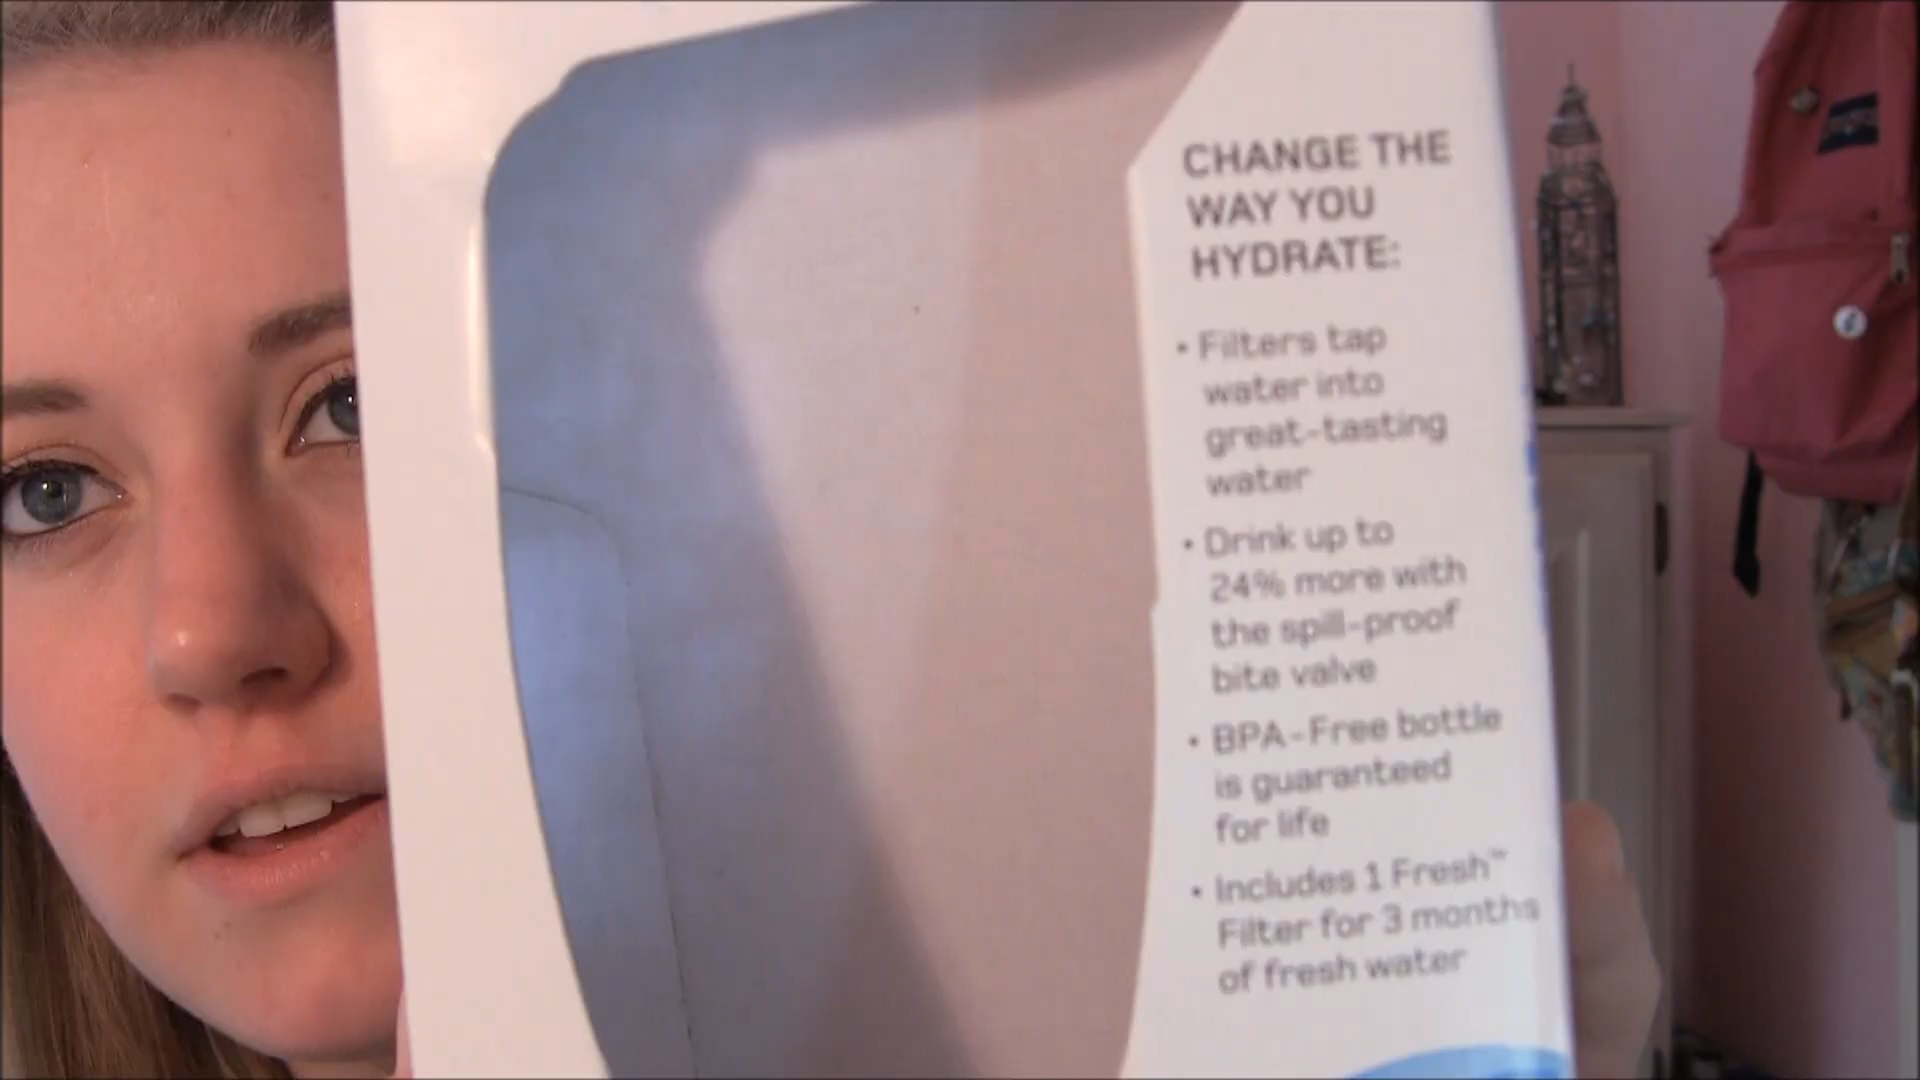 CHANGE THE
WAY YOU
HYDRATE:
• Filters tap
water into
great-tasting
water
• Drink up to
24% more with
the spill-proof
bite valve
• BPA-Free bottle
is guaranteed
for life
• Includes 1 Fresh™
Filter for 3 months
of fresh water